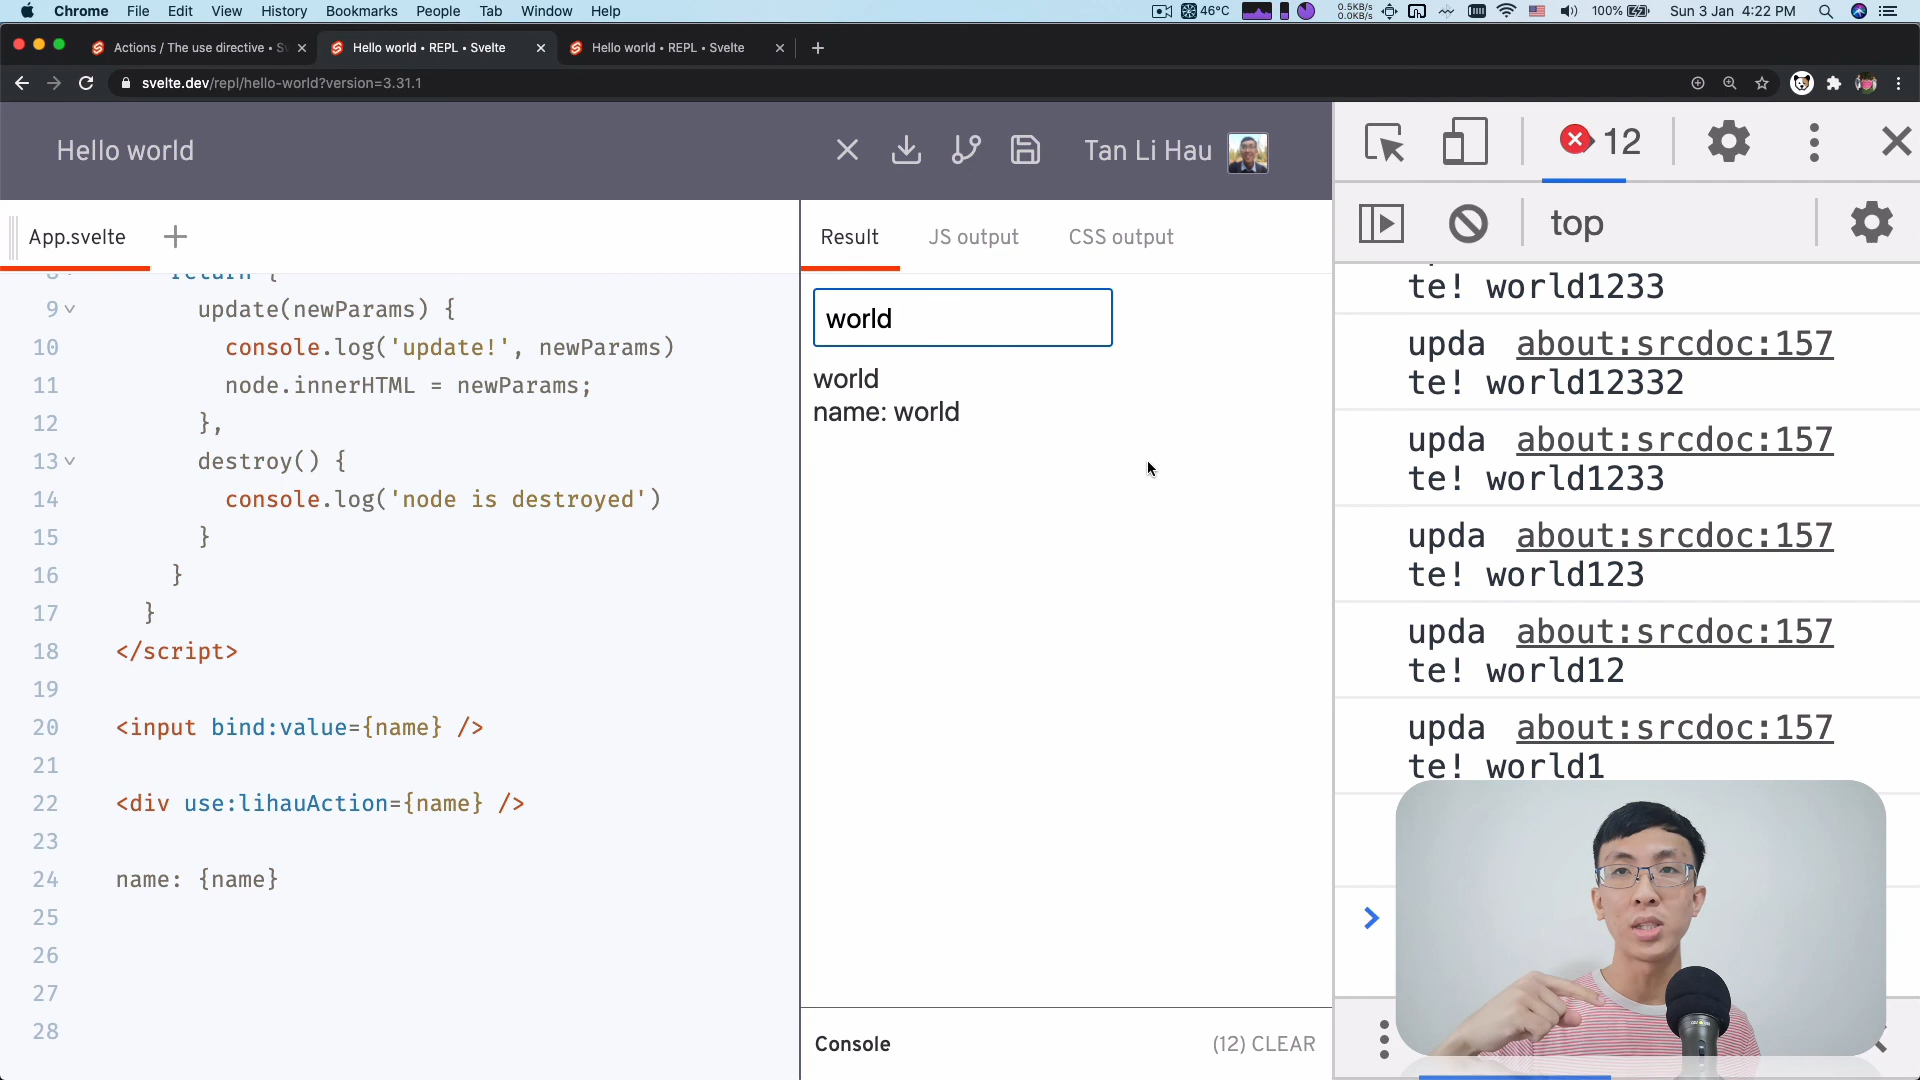 Chrome File Edit View History Bookmarks People Tab Window Help
46°C
0.5KB/s
0.0KB/s
100%
Sun 3 Jan 4:22 PM
Actions / The use directive •
Hello world • REPL • Svelte
Hello world • REPL • Svelte
svelte.dev/repl/hello-world?version=3.31.1
Hello world
Tan Li Hau
App.svelte
8 return {
9 update(newParams) {
10 console.log('update!', newParams)
11 node.innerHTML = newParams;
12 },
13 destroy() {
14 console.log('node is destroyed')
15 }
16 }
17 }
18 </script>
19
20 <input bind:value={name} />
21
22 <div use:lihauAction={name} />
23
24 name: {name}
25
26
27
28
Result JS output CSS output
world
world
name: world
Console
(12) CLEAR
12
top
te! world1233
upda about:srcdoc:157
te! world12332
upda about:srcdoc:157
te! world1233
upda about:srcdoc:157
te! world123
upda about:srcdoc:157
te! world12
upda about:srcdoc:157
te! world1